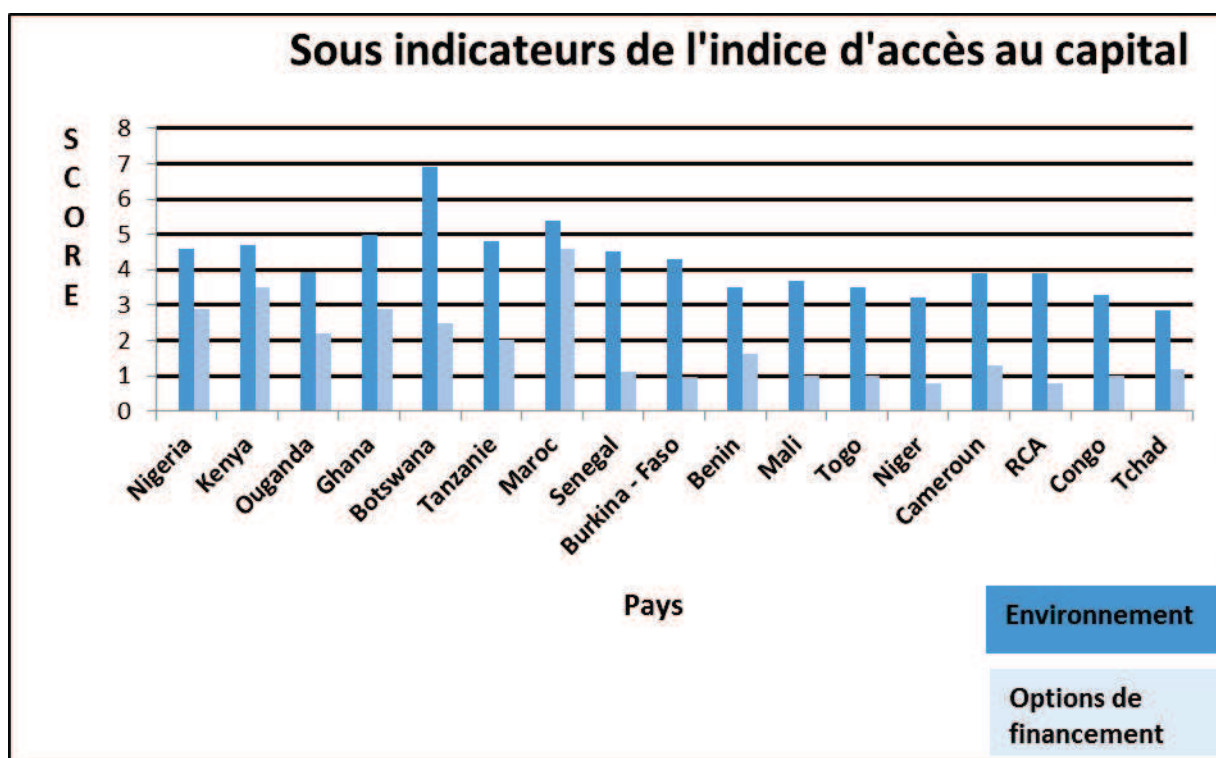 Sous indicateurs de l'indice d'accès au capital
S
C
O
R
E
8
7
6
5
4
3
2
1
0
Nigeria
Kenya
Ouganda
Ghana
Botswana
Tanzanie
Maroc
Senegal
Burkina - Faso
Benin
Mali
Togo
Niger
Cameroun
RCA
Congo
Tchad
Pays
Environnement
Options de
financement